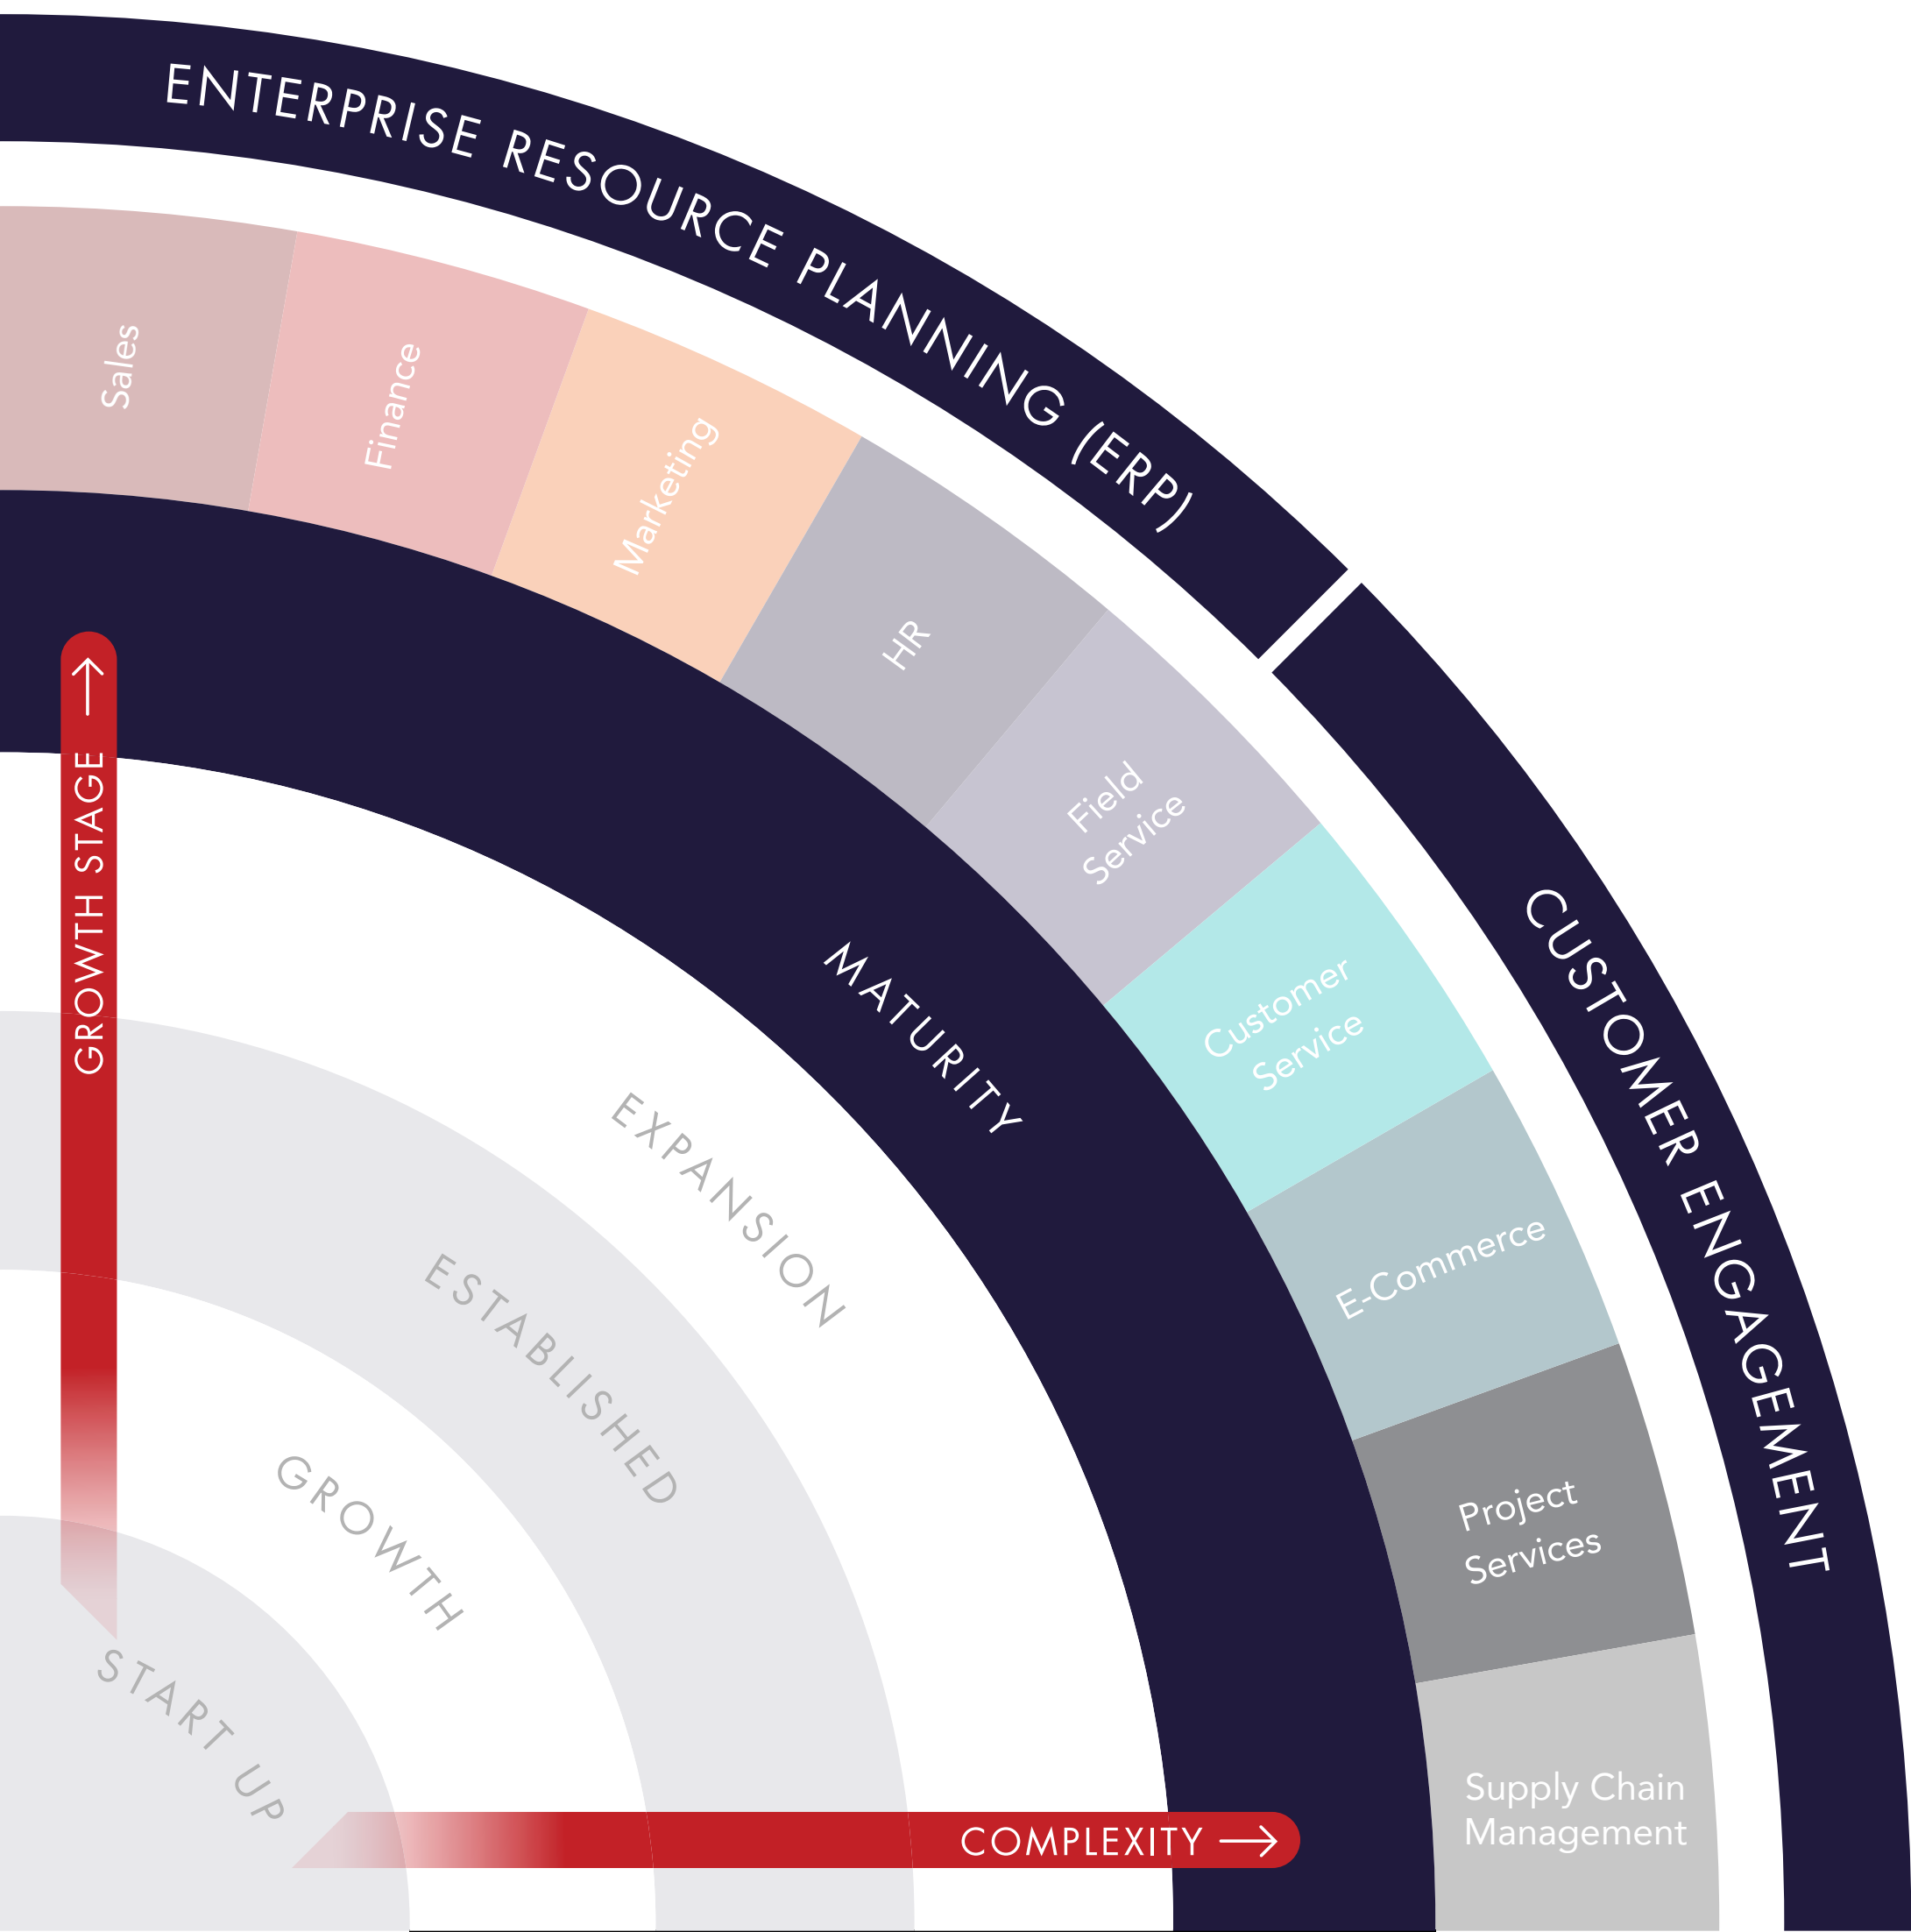 ENTERPRISE RESOURCE PLANNING (ERP)
CUSTOMER ENGAGEMENT
Sales
Finance
Marketing
HR
Field
Service
Customer
Service
E-Commerce
Project
Services
Supply Chain
Management
MATURITY
EXPANSION
ESTABLISHED
GROWTH
START UP
GROWTH STAGE
COMPLEXITY